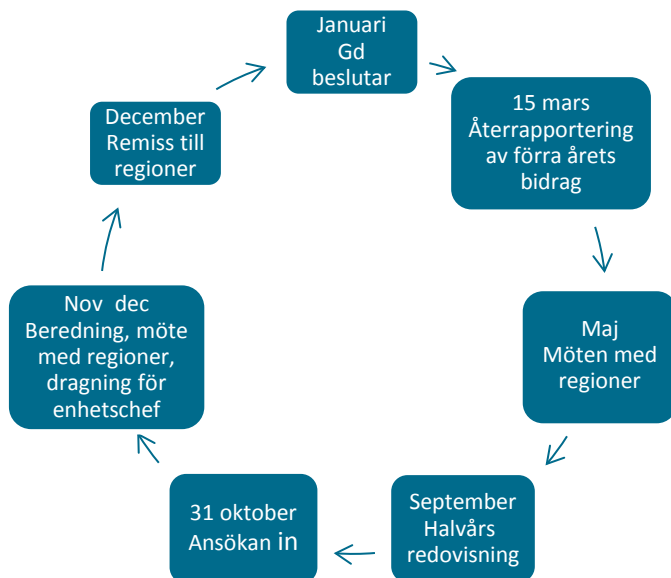 Januari
Gd
beslutar
15 mars
Återrapportering
av förra årets
bidrag
Maj
Möten med
regioner
September
Halvårs
redovisning
31 oktober
Ansökan in
Nov dec
Beredning, möte
med regioner,
dragning för
enhetschef
December
Remiss till
regioner